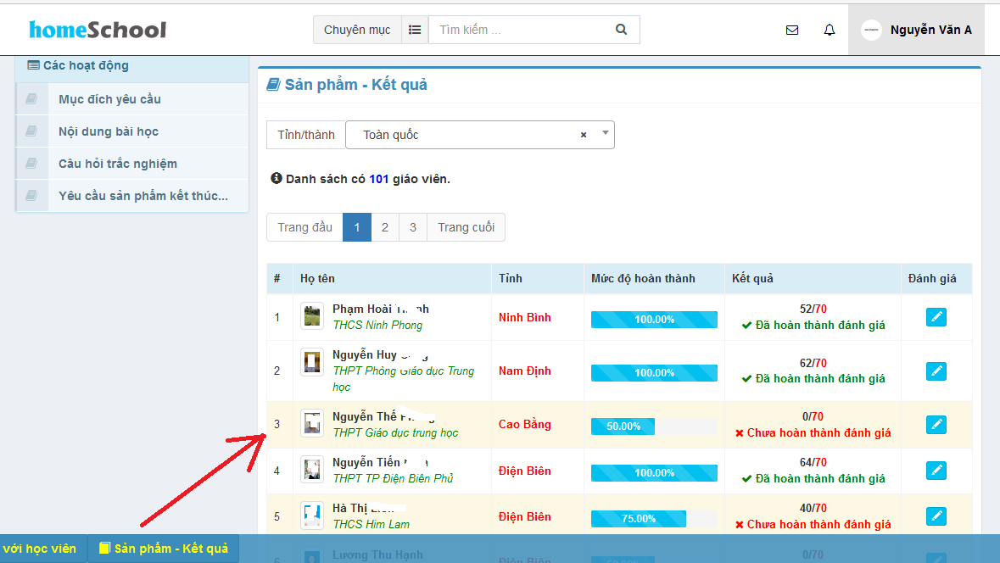 homeSchool
Chuyên mục
Tìm kiếm ...
Nguyễn Văn A
Các hoạt động
Mục đích yêu cầu
Nội dung bài học
Câu hỏi trắc nghiệm
Yêu cầu sản phẩm kết thúc...
Sản phẩm - Kết quả
Tỉnh/thành Toàn quốc ×
Danh sách có 101 giáo viên.
Trang đầu 1 2 3 Trang cuối
# Họ tên Tỉnh Mức độ hoàn thành Kết quả Đánh giá
1 Phạm Hoài Ninh Bình 100.00% 52/70
THCS Ninh Phong Đã hoàn thành đánh giá
2 Nguyễn Huy Nam Định 100.00% 62/70
THPT Phòng Giáo dục Trung Đã hoàn thành đánh giá
học
3 Nguyễn Thế Cao Bằng 50.00% 0/70
THPT Giáo dục trung học Chưa hoàn thành đánh giá
4 Nguyễn Tiến Điện Biên 100.00% 64/70
THPT TP Điện Biên Phủ Đã hoàn thành đánh giá
5 Hà Thị Điện Biên 75.00% 40/70
THCS Him Lam Chưa hoàn thành đánh giá
với học viên
Sản phẩm - Kết quả
6 Lương Thu Hạnh Điện Biên 50.00% 0/70